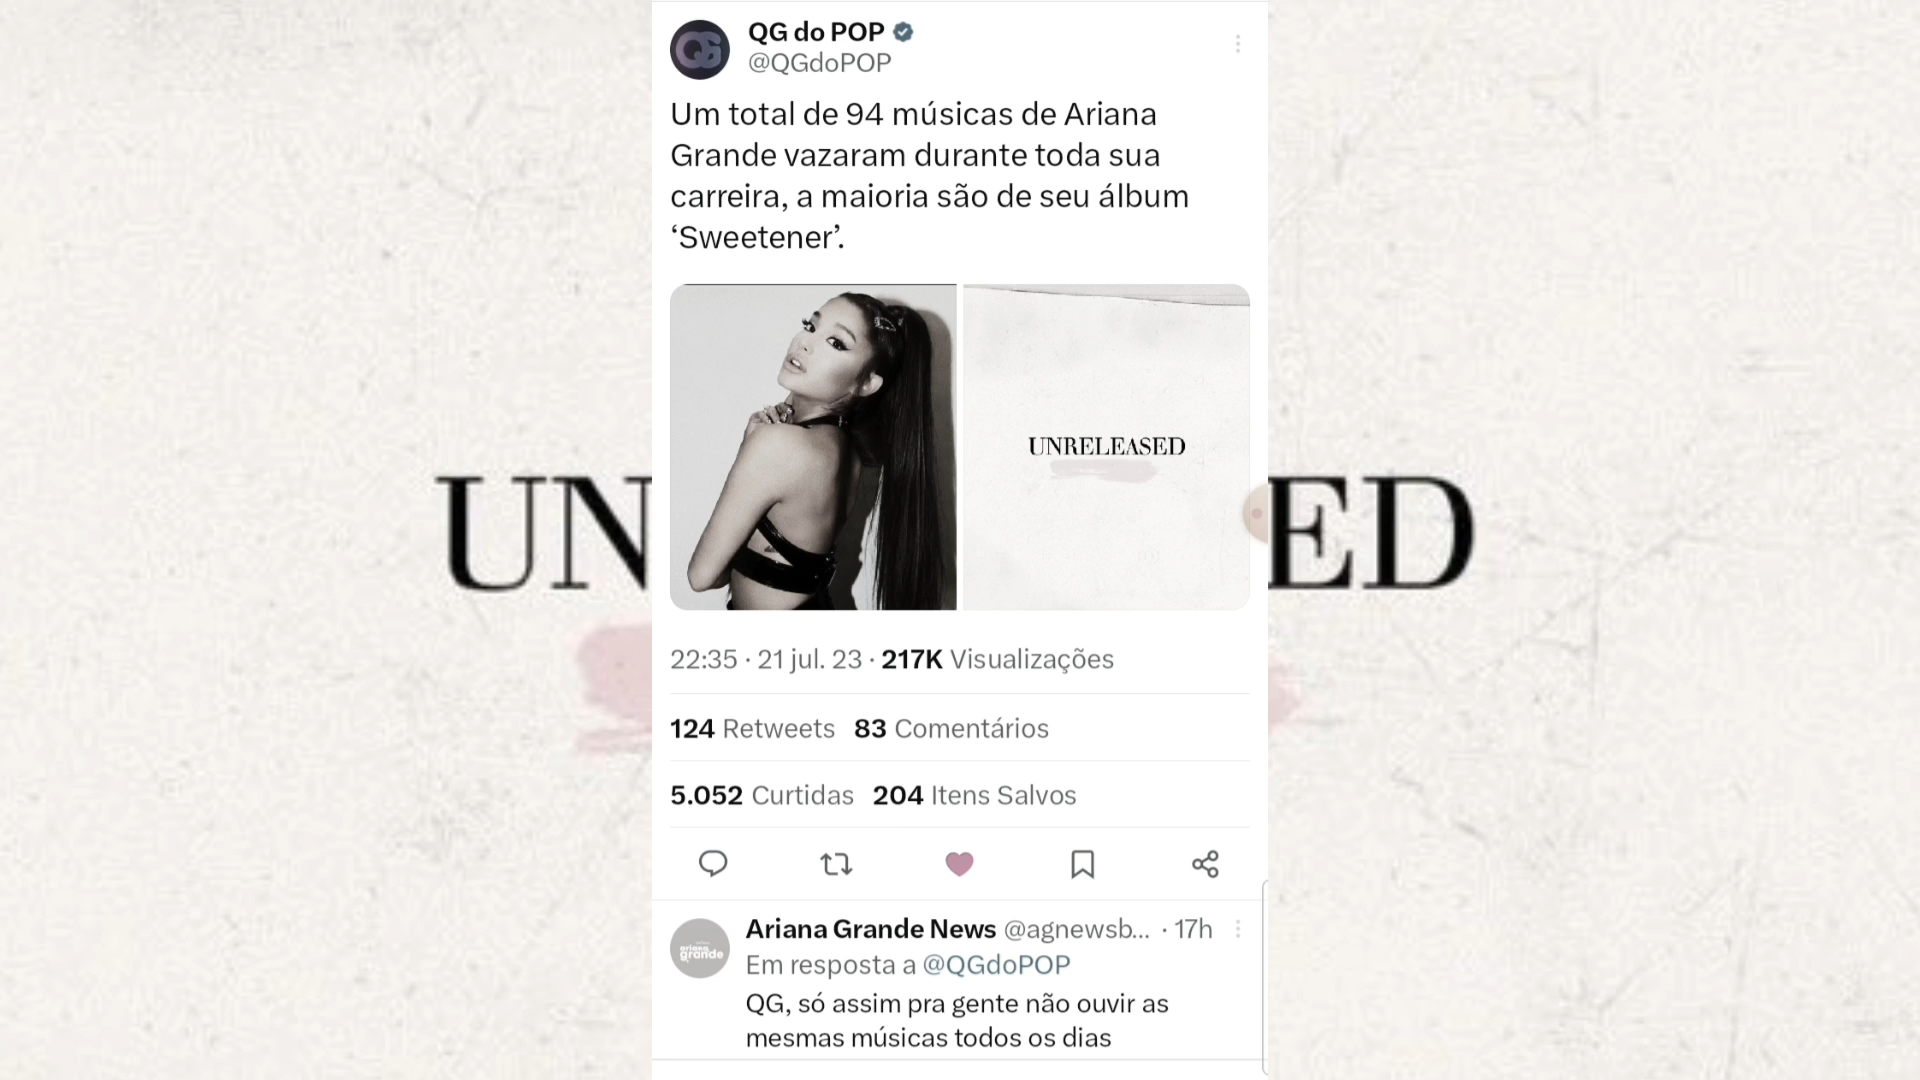 QG do POP
@QGdoPOP
Um total de 94 músicas de Ariana
Grande vazaram durante toda sua
carreira, a maioria são de seu álbum
‘Sweetener’.
UNRELEASED
UN
ED
22:35 · 21 jul. 23 · 217K Visualizações
124 Retweets 83 Comentários
5.052 Curtidas 204 Itens Salvos
Ariana Grande News @agnewsb... · 17h
ariana
grande
Em resposta a @QGdoPOP
QG, só assim pra gente não ouvir as
mesmas músicas todos os dias